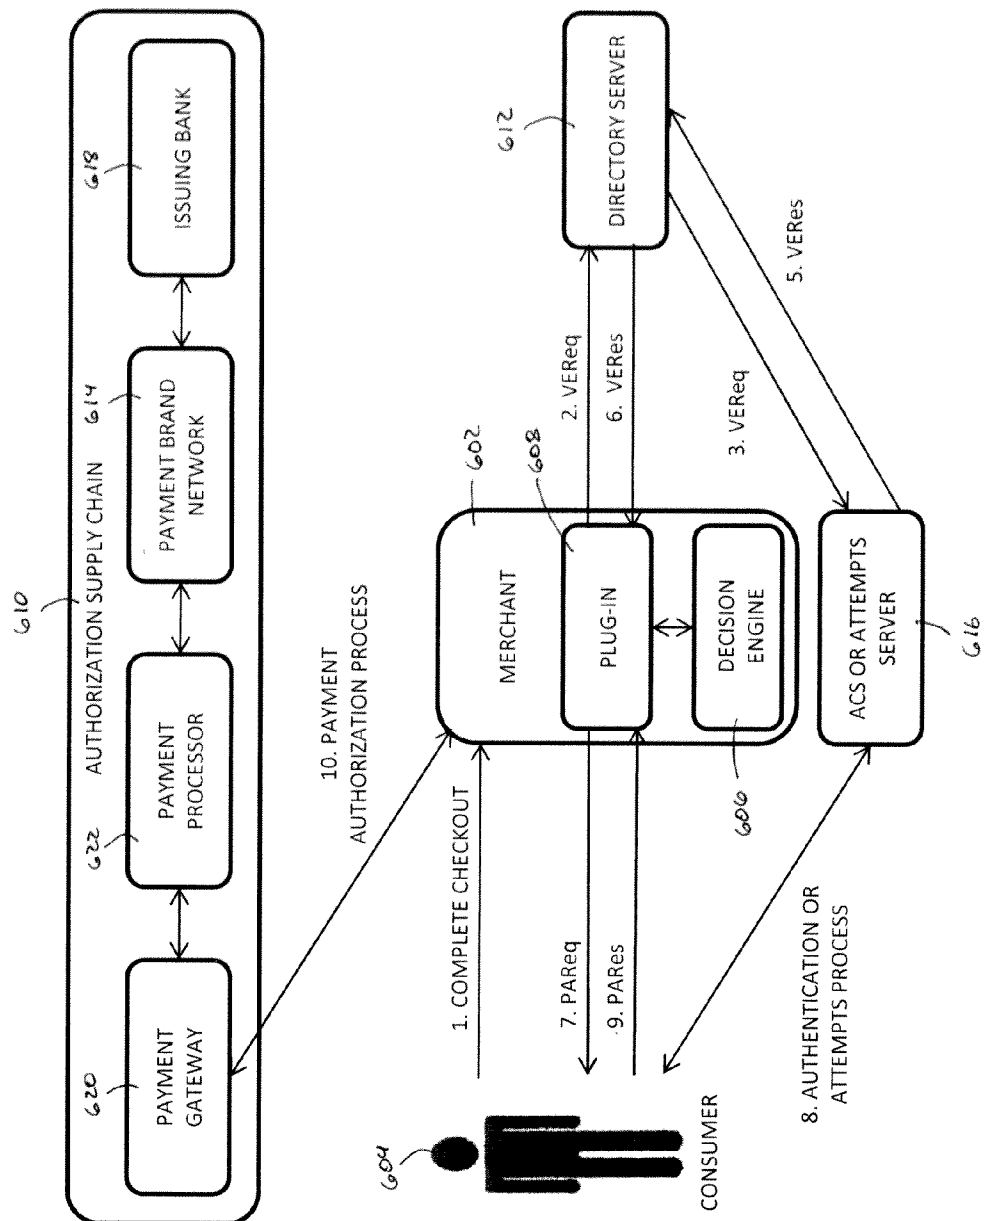 610
AUTHORIZATION SUPPLY CHAIN
620
PAYMENT
GATEWAY
622
PAYMENT
PROCESSOR
614
PAYMENT BRAND
NETWORK
618
ISSUING BANK
10. PAYMENT
AUTHORIZATION PROCESS
604
CONSUMER
1. COMPLETE CHECKOUT
7. PAReq
9. PARes
602
MERCHANT
608
PLUG-IN
606
DECISION
ENGINE
2. VEReq
6. VERes
612
DIRECTORY SERVER
3. VEReq
5. VERes
8. AUTHENTICATION OR
ATTEMPTS PROCESS
ACS OR ATTEMPTS
SERVER
616